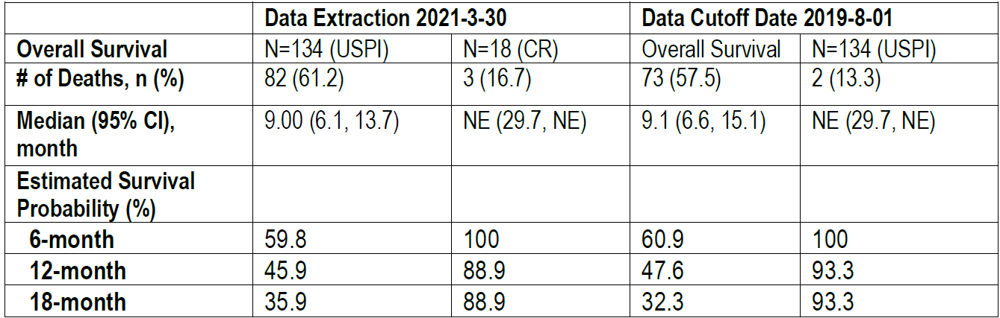 Data Extraction 2021-3-30 Data Cutoff Date 2019-8-01
Overall Survival N=134 (USPI) N=18 (CR) Overall Survival N=134 (USPI)
# of Deaths, n (%) 82 (61.2) 3 (16.7) 73 (57.5) 2 (13.3)
Median (95% CI), 9.00 (6.1, 13.7) NE (29.7, NE) 9.1 (6.6, 15.1) NE (29.7, NE)
month
Estimated Survival
Probability (%)
6-month 59.8 100 60.9 100
12-month 45.9 88.9 47.6 93.3
18-month 35.9 88.9 32.3 93.3